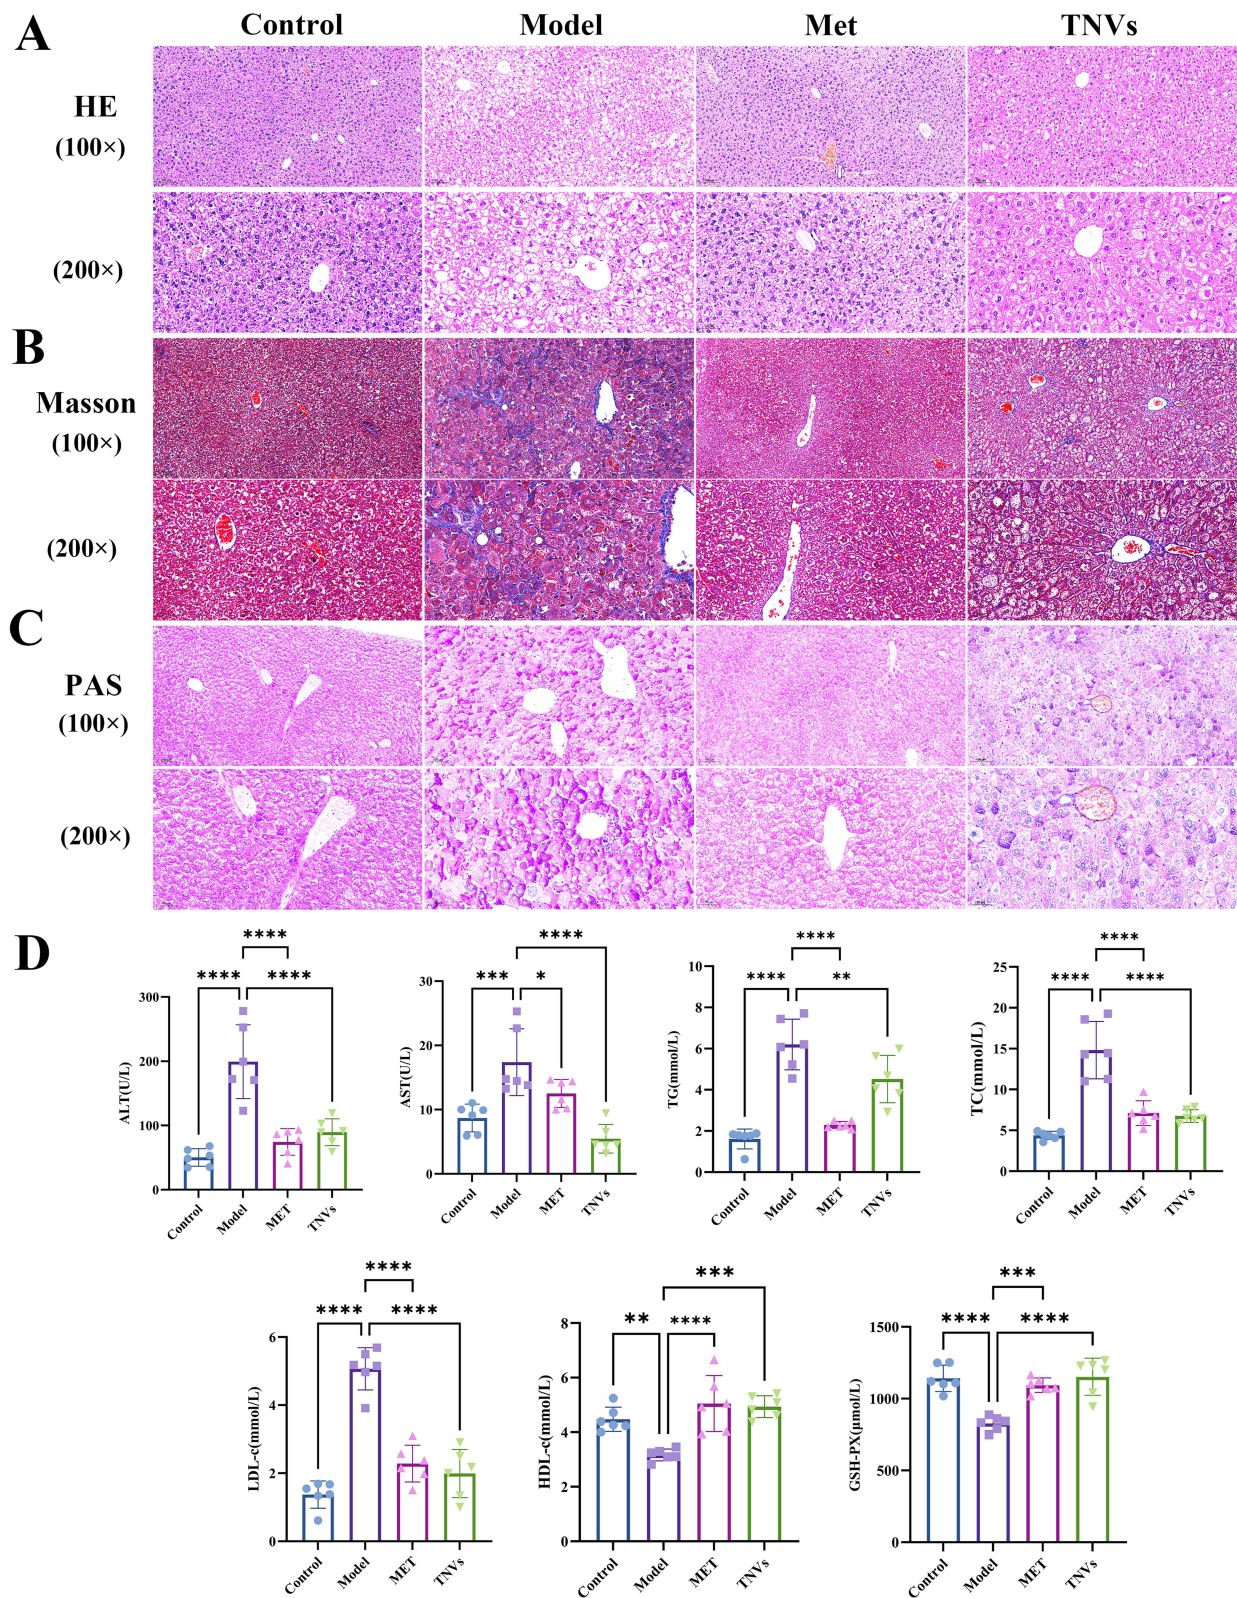 A
Control Model Met TNVs
HE
(100×)
(200×)
B
Masson
(100×)
(200×)
C
PAS
(100×)
(200×)
D
****
**** ****
ALT(U/L)
300
200
100
0
Control Model MET TNVs
****
*** *
AST(U/L)
30
20
10
0
Control Model MET TNVs
****
**** **
TG(mmol/L)
10
8
6
4
2
0
Control Model MET TNVs
****
**** ****
TC(mmol/L)
25
20
15
10
5
0
Control Model MET TNVs
****
**** ****
LDL-c(mmol/L)
6
4
2
0
Control Model MET TNVs
***
** ****
HDL-c(mmol/L)
8
6
4
2
0
Control Model MET TNVs
***
**** ****
GSH-PX(μmol/L)
1500
1000
500
0
Control Model MET TNVs